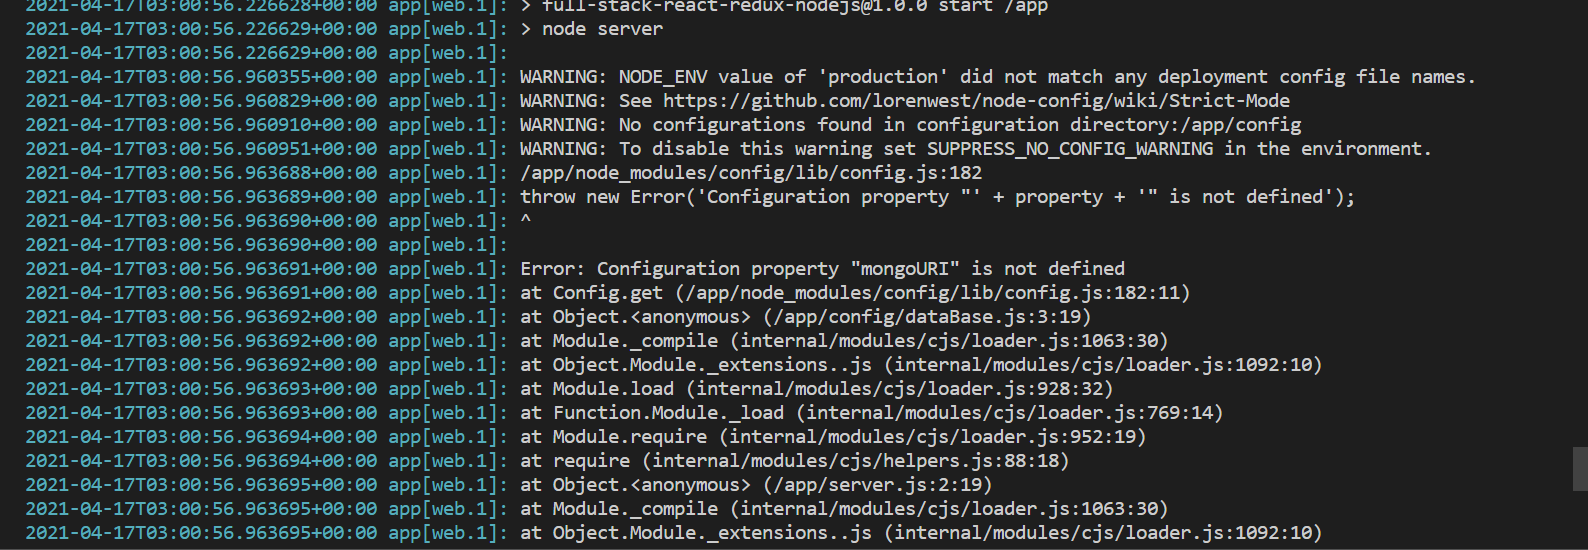 2021-04-17T03:00:56.226628+00:00 app[web.1]: > full-stack-react-redux-nodejs@1.0.0 start /app
2021-04-17T03:00:56.226629+00:00 app[web.1]: > node server
2021-04-17T03:00:56.226629+00:00 app[web.1]:
2021-04-17T03:00:56.960355+00:00 app[web.1]: WARNING: NODE_ENV value of 'production' did not match any deployment config file names.
2021-04-17T03:00:56.960829+00:00 app[web.1]: WARNING: See https://github.com/lorenwest/node-config/wiki/Strict-Mode
2021-04-17T03:00:56.960910+00:00 app[web.1]: WARNING: No configurations found in configuration directory:/app/config
2021-04-17T03:00:56.960951+00:00 app[web.1]: WARNING: To disable this warning set SUPPRESS_NO_CONFIG_WARNING in the environment.
2021-04-17T03:00:56.963688+00:00 app[web.1]: /app/node_modules/config/lib/config.js:182
2021-04-17T03:00:56.963689+00:00 app[web.1]: throw new Error('Configuration property "' + property + '" is not defined');
2021-04-17T03:00:56.963690+00:00 app[web.1]: ^
2021-04-17T03:00:56.963690+00:00 app[web.1]:
2021-04-17T03:00:56.963691+00:00 app[web.1]: Error: Configuration property "mongoURI" is not defined
2021-04-17T03:00:56.963691+00:00 app[web.1]: at Config.get (/app/node_modules/config/lib/config.js:182:11)
2021-04-17T03:00:56.963692+00:00 app[web.1]: at Object.<anonymous> (/app/config/dataBase.js:3:19)
2021-04-17T03:00:56.963692+00:00 app[web.1]: at Module._compile (internal/modules/cjs/loader.js:1063:30)
2021-04-17T03:00:56.963692+00:00 app[web.1]: at Object.Module._extensions..js (internal/modules/cjs/loader.js:1092:10)
2021-04-17T03:00:56.963693+00:00 app[web.1]: at Module.load (internal/modules/cjs/loader.js:928:32)
2021-04-17T03:00:56.963693+00:00 app[web.1]: at Function.Module._load (internal/modules/cjs/loader.js:769:14)
2021-04-17T03:00:56.963694+00:00 app[web.1]: at Module.require (internal/modules/cjs/loader.js:952:19)
2021-04-17T03:00:56.963694+00:00 app[web.1]: at require (internal/modules/cjs/helpers.js:88:18)
2021-04-17T03:00:56.963695+00:00 app[web.1]: at Object.<anonymous> (/app/server.js:2:19)
2021-04-17T03:00:56.963695+00:00 app[web.1]: at Module._compile (internal/modules/cjs/loader.js:1063:30)
2021-04-17T03:00:56.963695+00:00 app[web.1]: at Object.Module._extensions..js (internal/modules/cjs/loader.js:1092:10)